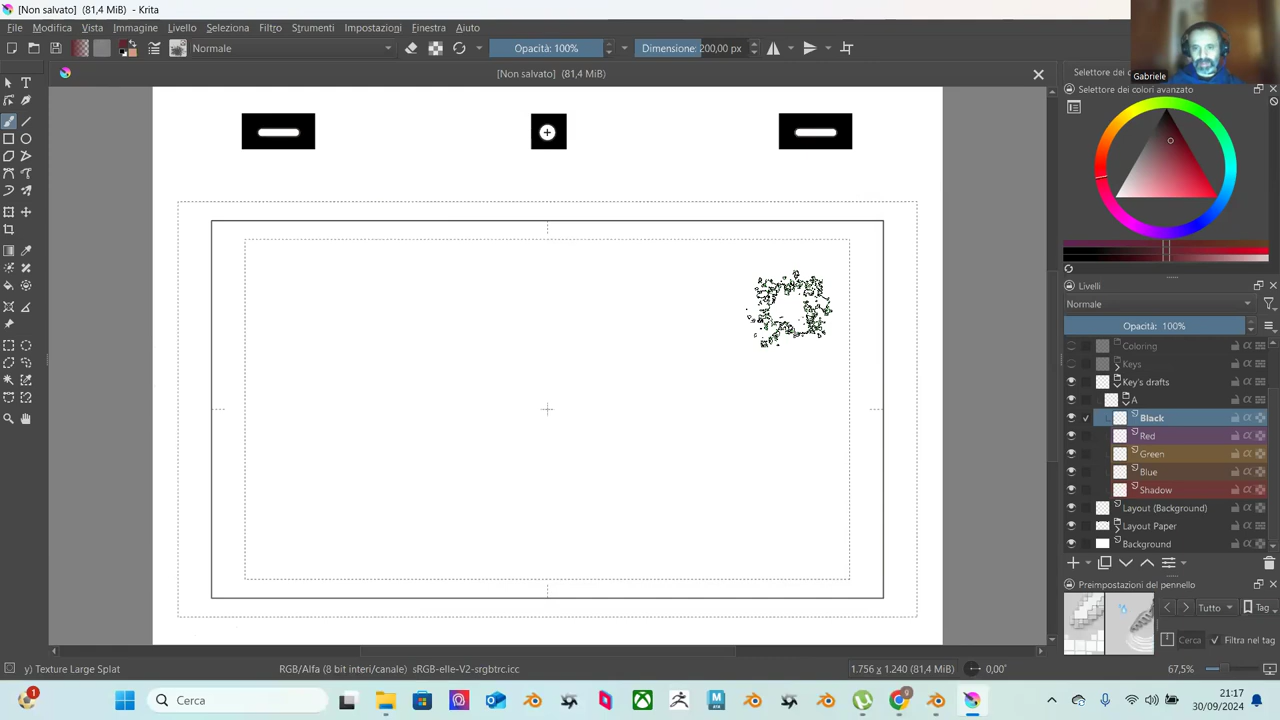 [Non salvato] (81,4 MiB) - Krita
File Modifica Vista Immagine Livello Seleziona Filtro Strumenti Impostazioni Finestra Aiuto
Normale Opacità: 100% Dimensione: 200,00 px
[Non salvato] (81,4 MiB)
Gabriele
Selettore dei c
Selettore dei colori avanzato
Livelli
Normale
Opacità: 100%
Coloring
Keys
Key's drafts
A
Black
Red
Green
Blue
Shadow
Layout (Background)
Layout Paper
Background
Preimpostazioni del pennello
Tutto Tag
Cerca Filtra nel tag
y) Texture Large Splat RGB/Alfa (8 bit interi/canale) sRGB-elle-V2-srgbtrc.icc 1.756 x 1.240 (81,4 MiB) 0,00° 67,5%
1 Cerca 21:17
30/09/2024